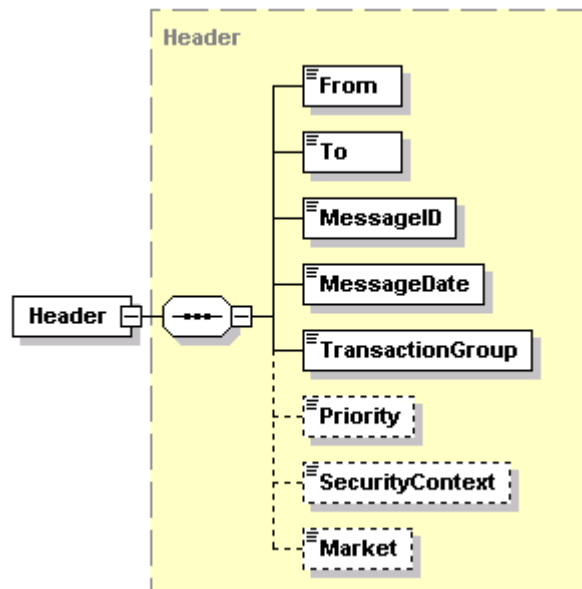 Header
From
To
MessageID
MessageDate
Header
TransactionGroup
Priority
SecurityContext
Market